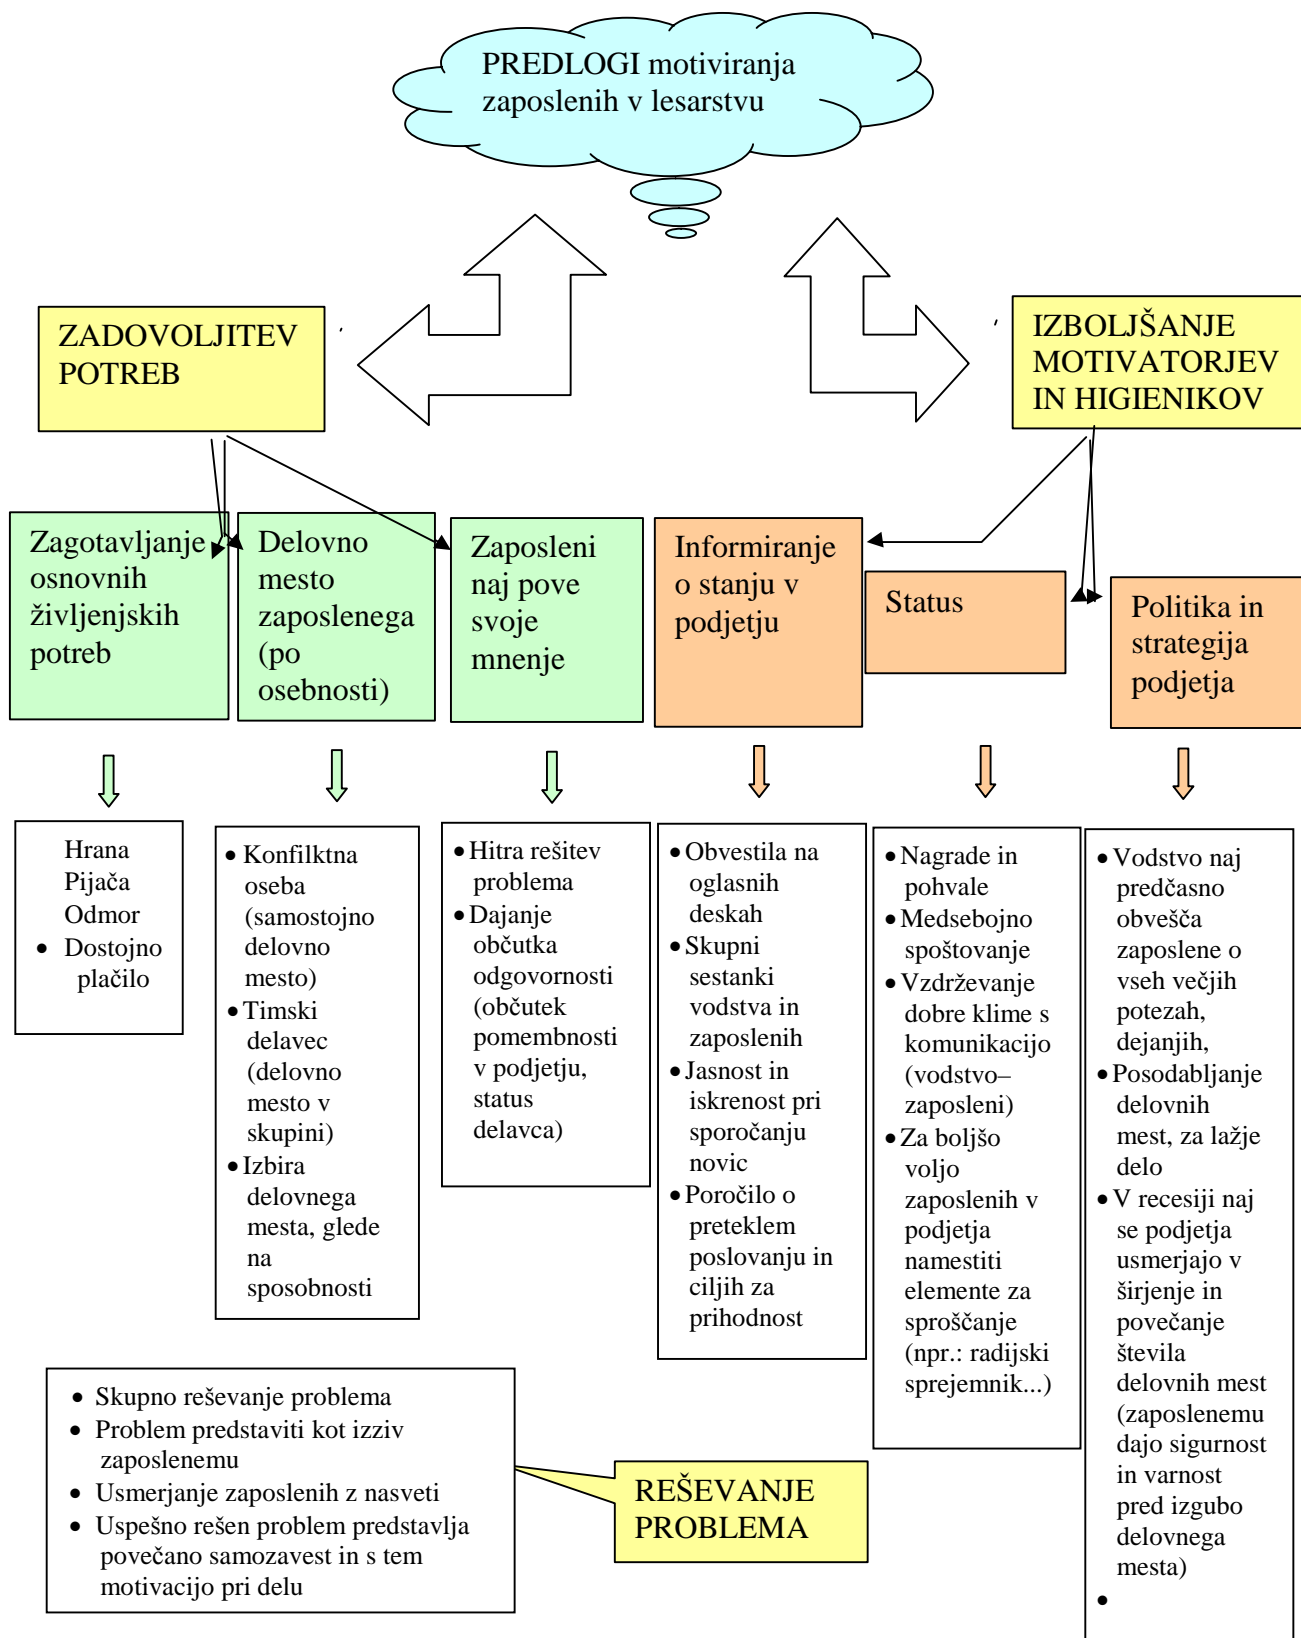 PREDLOGI motiviranja
zaposlenih v lesarstvu
ZADOVOLJITEV
POTREB
IZBOLJŠANJE
MOTIVATORJEV
IN HIGIENIKOV
Zagotavljanje
osnovnih
življenjskih
potreb
Delovno
mesto
zaposlenega
(po
osebnosti)
Zaposleni
naj pove
svoje
mnenje
Informiranje
o stanju v
podjetju
Status
Politika in
strategija
podjetja
Hrana
Pijača
Odmor
• Dostojno
plačilo
• Konfilktna
oseba
(samostojno
delovno
mesto)
• Timski
delavec
(delovno
mesto v
skupini)
• Izbira
delovnega
mesta, glede
na
sposobnosti
• Hitra rešitev
problema
• Dajanje
občutka
odgovornosti
(občutek
pomembnosti
v podjetju,
status
delavca)
• Obvestila na
oglasnih
deskah
• Skupni
sestanki
vodstva in
zaposlenih
• Jasnost in
iskrenost pri
sporočanju
novic
• Poročilo o
preteklem
poslovanju in
ciljih za
prihodnost
• Nagrade in
pohvale
• Medsebojno
spoštovanje
• Vzdrževanje
dobre klime s
komunikacijo
(vodstvo–
zaposleni)
• Za boljšo
voljo
zaposlenih v
podjetja
namestiti
elemente za
sproščanje
(npr.: radijski
sprejemnik...)
• Vodstvo naj
predčasno
obvešča
zaposlene o
vseh večjih
potezah,
dejanjih,
• Posodabljanje
delovnih
mest, za lažje
delo
• V recesiji naj
se podjetja
usmerjajo v
širjenje in
povečanje
števila
delovnih mest
(zaposlenemu
dajo sigurnost
in varnost
pred izgubo
delovnega
mesta)
•
• Skupno reševanje problema
• Problem predstaviti kot izziv
zaposlenemu
• Usmerjanje zaposlenih z nasveti
• Uspešno rešen problem predstavlja
povečano samozavest in s tem
motivacijo pri delu
REŠEVANJE
PROBLEMA